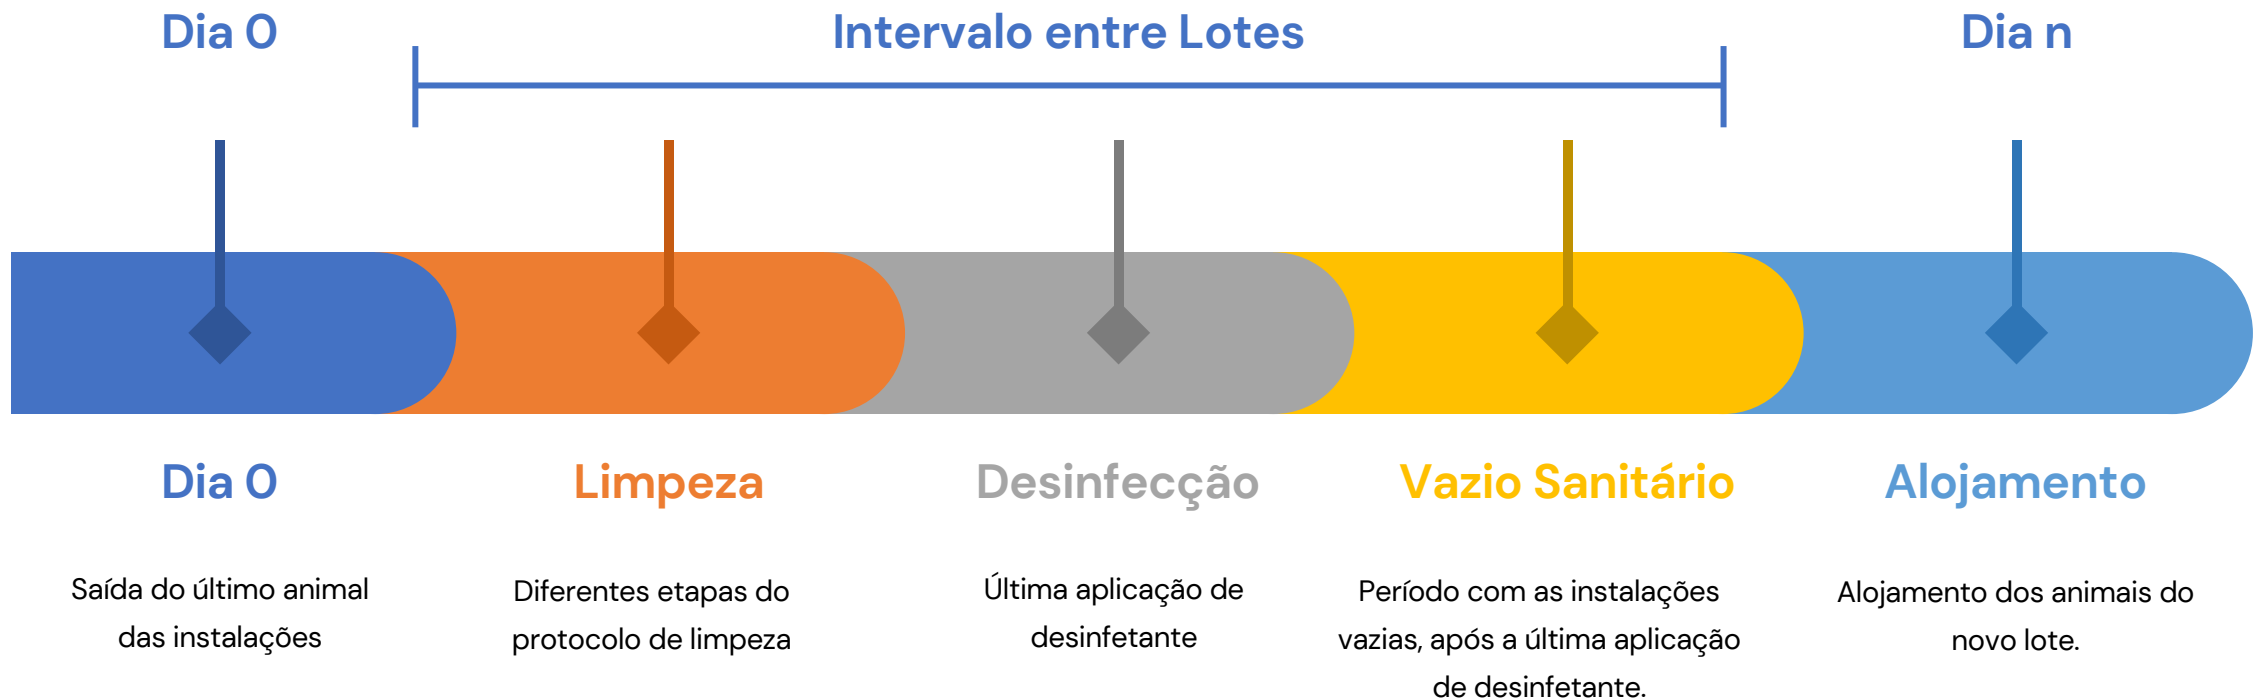 Dia 0
Intervalo entre Lotes
Dia n
Dia 0
Limpeza
Desinfecção
Vazio Sanitário
Alojamento
Saída do último animal
das instalações
Diferentes etapas do
protocolo de limpeza
Última aplicação de
desinfetante
Período com as instalações
vazias, após a última aplicação
de desinfetante.
Alojamento dos animais do
novo lote.